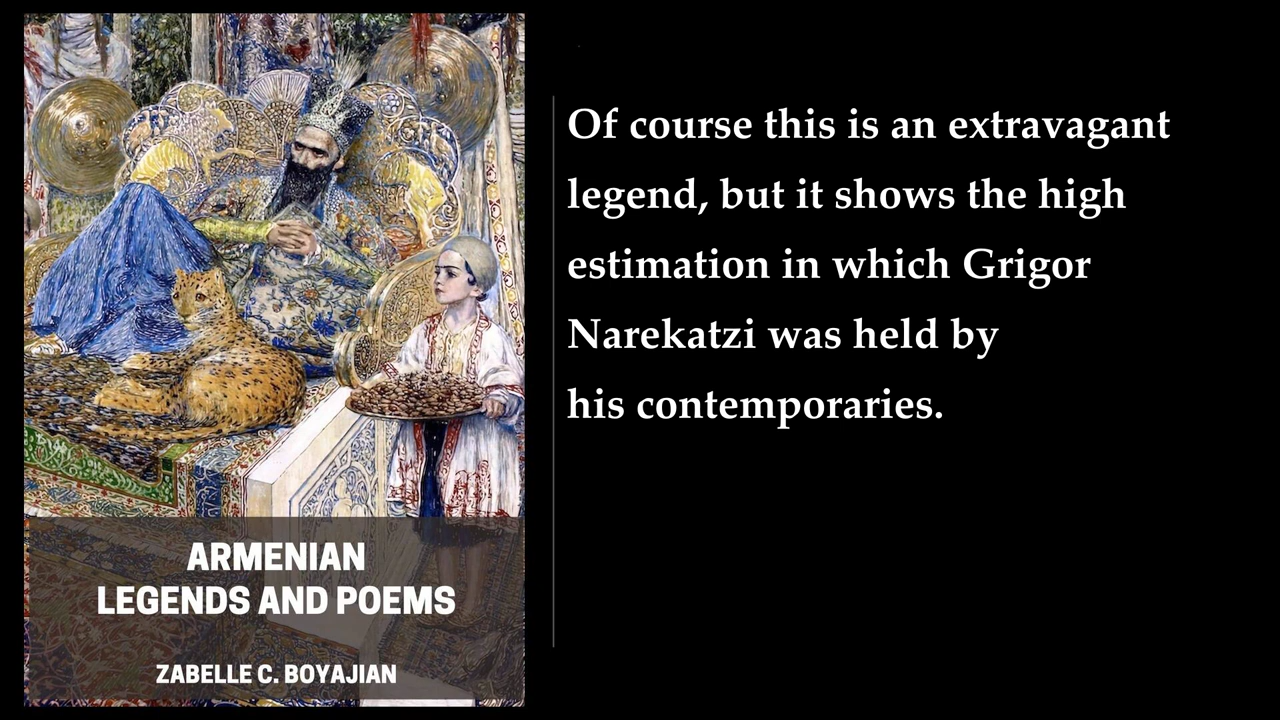 Of course this is an extravagant
legend, but it shows the high
estimation in which Grigor
Narekatzi was held by
his contemporaries.
ARMENIAN
LEGENDS AND POEMS
ZABELLE C. BOYAJIAN